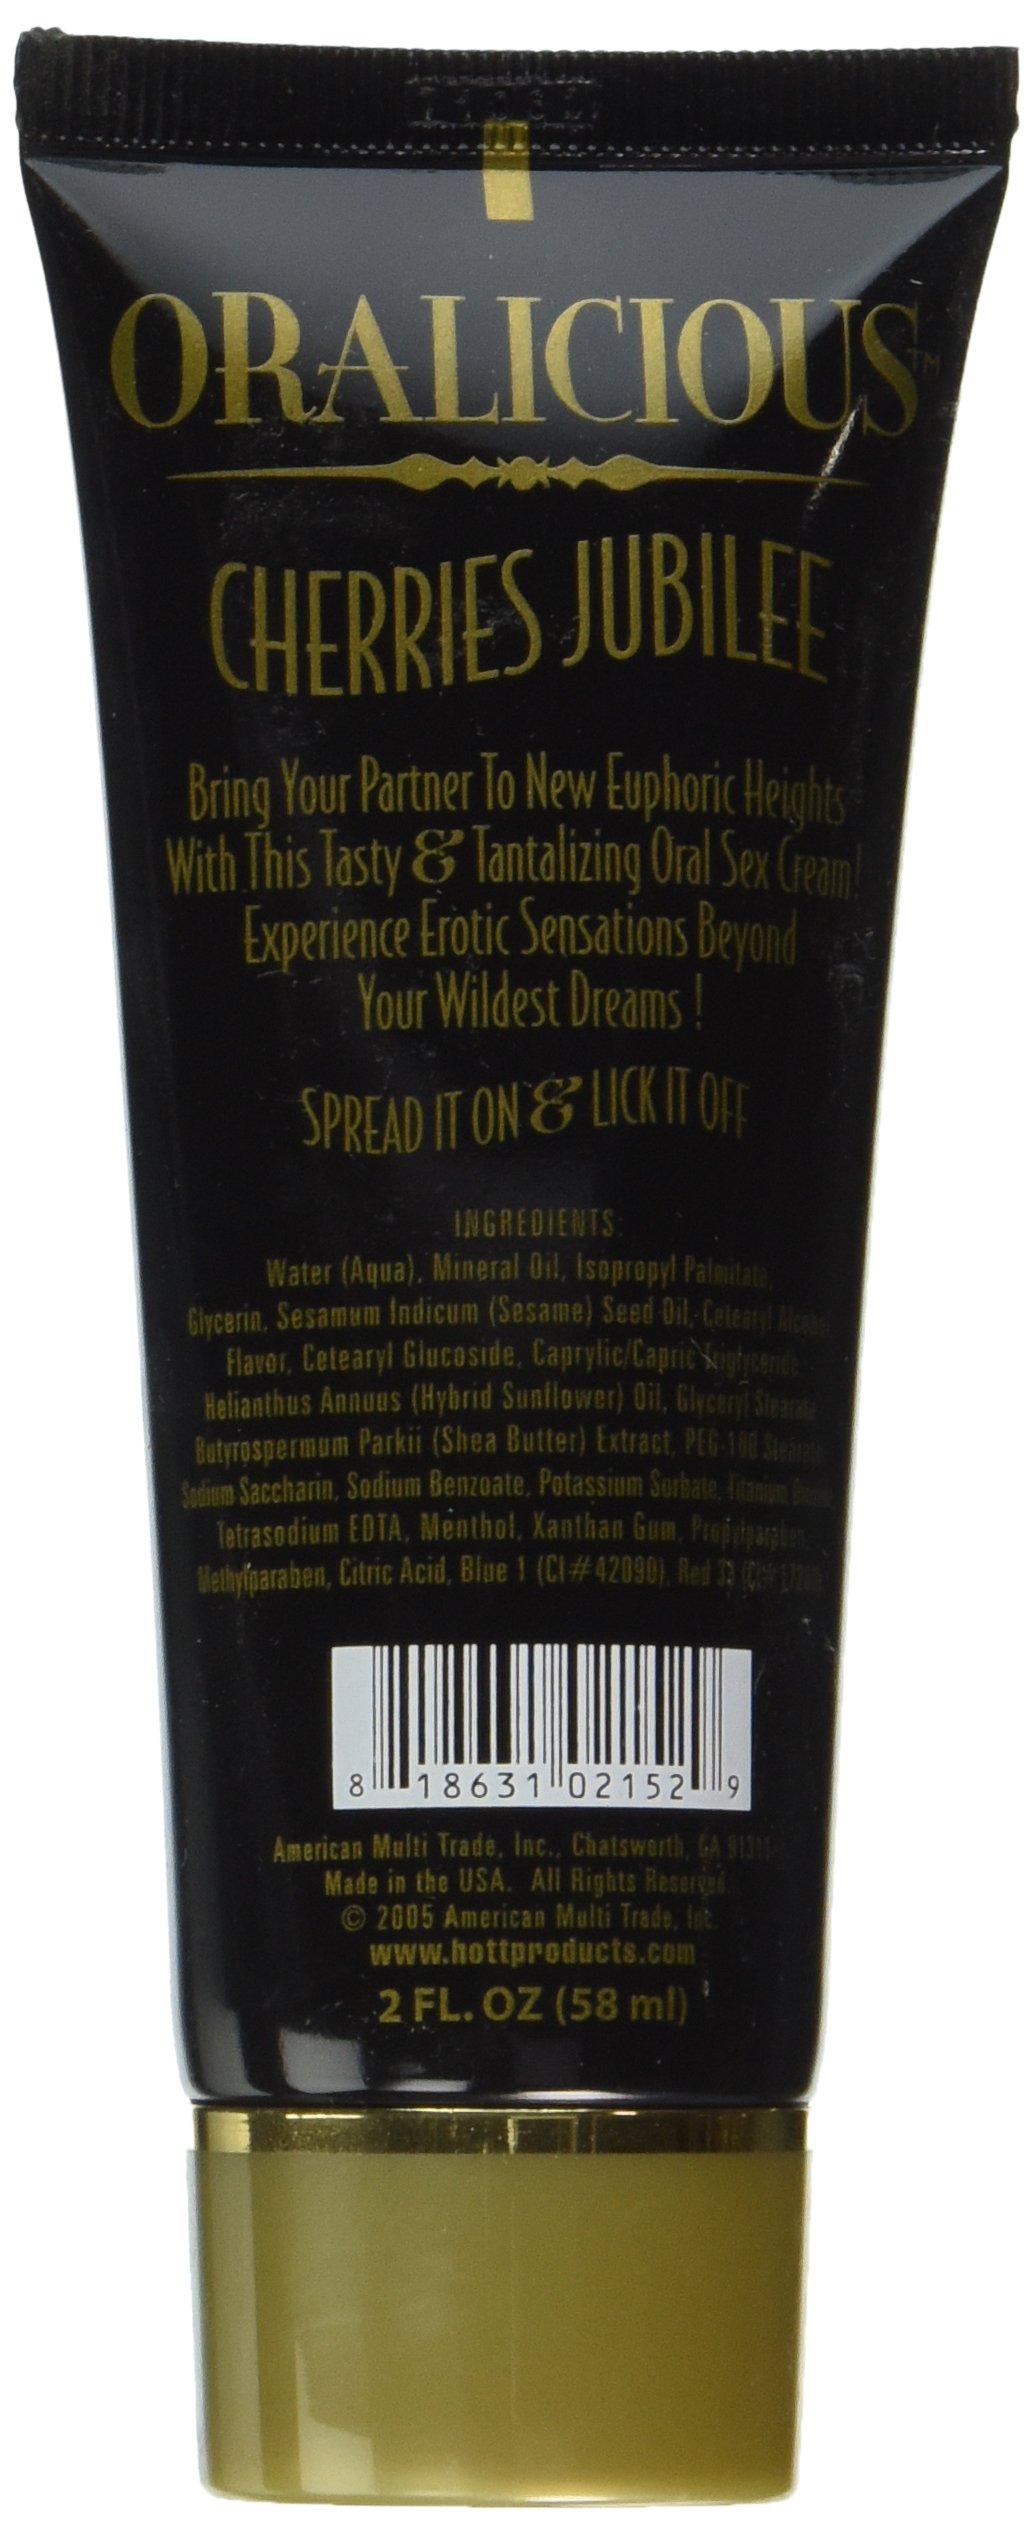 ORALICIOUS™
CHERRIES JUBILEE
Bring Your Partner To New Euphoric Heights
With This Tasty & Tantalizing Oral Sex Cream!
Experience Erotic Sensations Beyond
Your Wildest Dreams !
SPREAD IT ON & LICK IT OFF
INGREDIENTS:
Water (Aqua), Mineral Oil, Isopropyl Palmitate,
Glycerin, Sesamum Indicum (Sesame) Seed Oil, Cetearyl Alcohol
Flavor, Cetearyl Glucoside, Caprylic/Capric Triglyceride
Helianthus Annuus (Hybrid Sunflower) Oil, Glyceryl Stearate
Butyrospermum Parkii (Shea Butter) Extract, PEG-100 Stearate
Sodium Saccharin, Sodium Benzoate, Potassium Sorbate, Titanium
Tetrasodium EDTA, Menthol, Xanthan Gum, Propylparaben,
Methylparaben, Citric Acid, Blue 1 (CI#42090), Red 33
8 18631 02152 9
American Multi Trade, Inc., Chatsworth, CA 91311
Made in the USA. All Rights Reserved.
© 2005 American Multi Trade, Inc.
www.hottproducts.com
2 FL. OZ (58 ml)